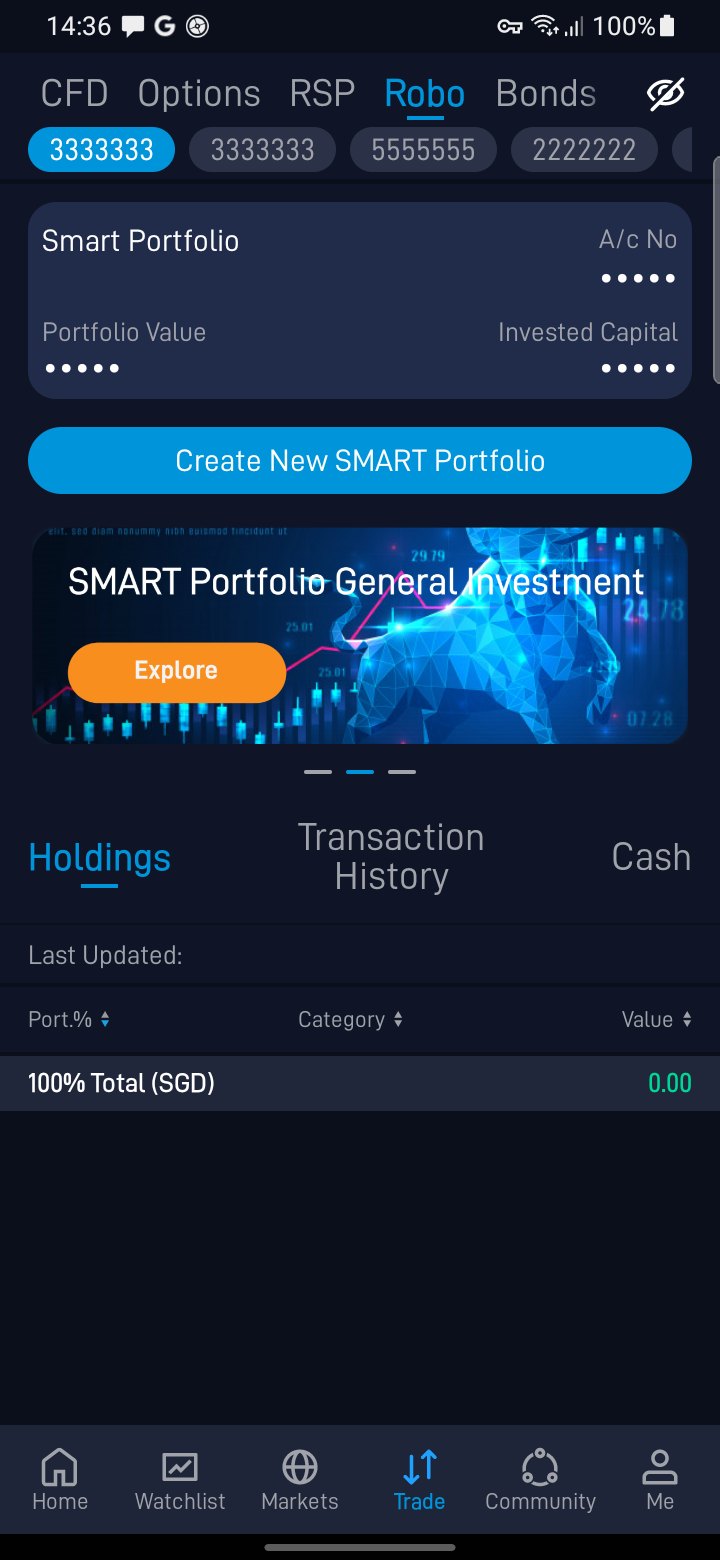 14:36
100%
CFD Options RSP Robo Bonds
3333333 3333333 5555555 2222222
Smart Portfolio A/c No
•••••
Portfolio Value Invested Capital
••••• •••••
Create New SMART Portfolio
elit, sed diam nonummy nibh euismod tincidunt ut
29.79
SMART Portfolio General Investment
24.78
25.01
Explore
25.01
07.28
Holdings Transaction History Cash
Last Updated:
Port.% Category Value
100% Total (SGD) 0.00
Home Watchlist Markets Trade Community Me